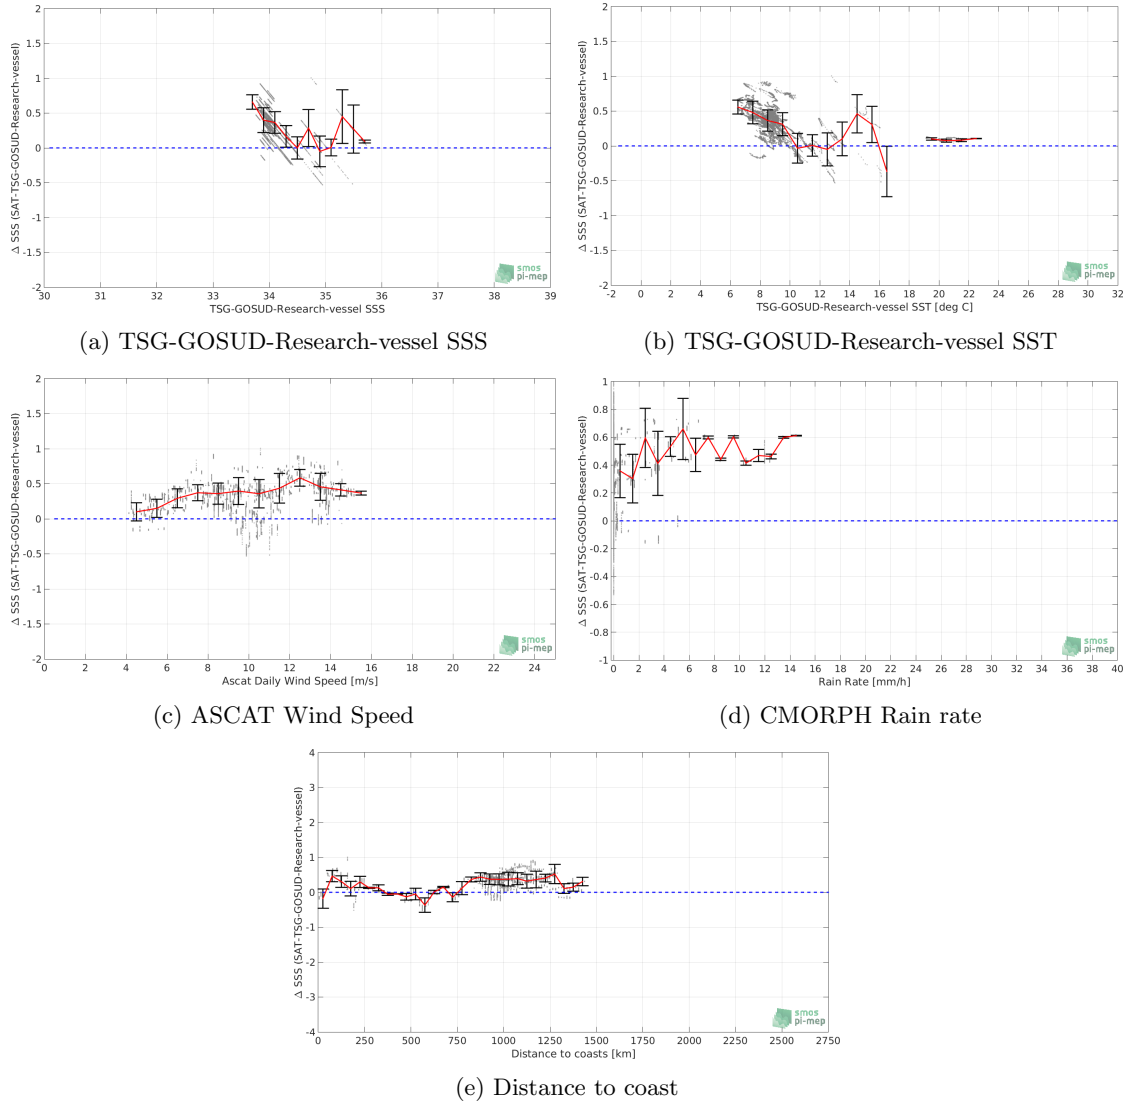 Δ SSS (SAT-TSG-GOSUD-Research-vessel)
2
1.5
1
0.5
0
-0.5
-1
-1.5
-2
30 31 32 33 34 35 36 37 38 39
TSG-GOSUD-Research-vessel SSS
smos
pi-mep
(a) TSG-GOSUD-Research-vessel SSS
Δ SSS (SAT-TSG-GOSUD-Research-vessel)
2
1.5
1
0.5
0
-0.5
-1
-1.5
-2
-2 0 2 4 6 8 10 12 14 16 18 20 22 24 26 28 30 32
TSG-GOSUD-Research-vessel SST [deg C]
smos
pi-mep
(b) TSG-GOSUD-Research-vessel SST
Δ SSS (SAT-TSG-GOSUD-Research-vessel)
2
1.5
1
0.5
0
-0.5
-1
-1.5
-2
0 2 4 6 8 10 12 14 16 18 20 22 24
Ascat Daily Wind Speed [m/s]
smos
pi-mep
(c) ASCAT Wind Speed
Δ SSS (SAT-TSG-GOSUD-Research-vessel)
1
0.8
0.6
0.4
0.2
0
-0.2
-0.4
-0.6
-0.8
-1
0 2 4 6 8 10 12 14 16 18 20 22 24 26 28 30 32 34 36 38 40
Rain Rate [mm/h]
smos
pi-mep
(d) CMORPH Rain rate
Δ SSS (SAT-TSG-GOSUD-Research-vessel)
4
3
2
1
0
-1
-2
-3
-4
0 250 500 750 1000 1250 1500 1750 2000 2250 2500 2750
Distance to coasts [km]
smos
pi-mep
(e) Distance to coast